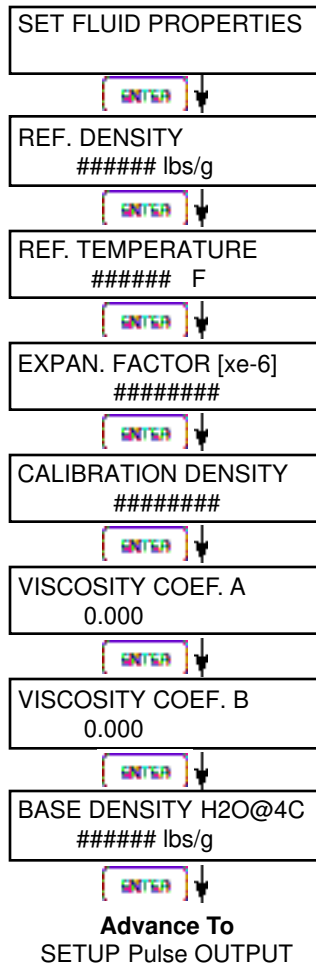 SET FLUID PROPERTIES
ENTER
REF. DENSITY
###### lbs/g
ENTER
REF. TEMPERATURE
###### F
ENTER
EXPAN. FACTOR [xe-6]
########
ENTER
CALIBRATION DENSITY
########
ENTER
VISCOSITY COEF. A
0.000
ENTER
VISCOSITY COEF. B
0.000
ENTER
BASE DENSITY H2O@4C
###### lbs/g
ENTER
Advance To
SETUP Pulse OUTPUT